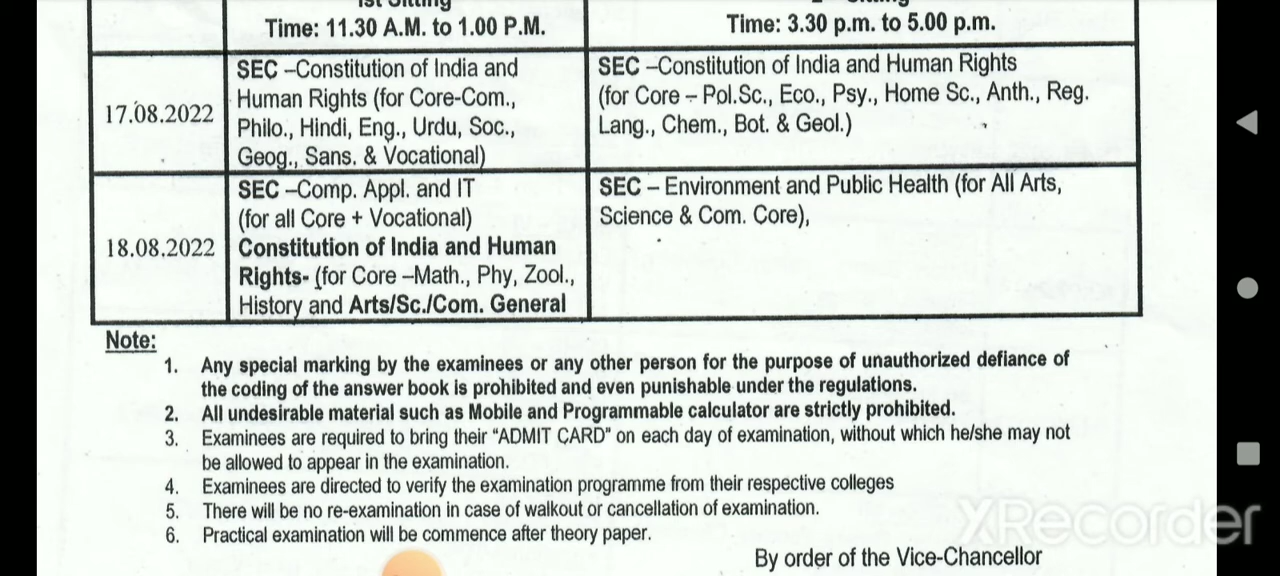 1st Sitting
Sitting
Time: 11.30 A.M. to 1.00 P.M.
Time: 3.30 p.m. to 5.00 p.m.
17.08.2022
SEC –Constitution of India and
Human Rights (for Core-Com.,
Philo., Hindi, Eng., Urdu, Soc.,
Geog., Sans. & Vocational)
SEC –Constitution of India and Human Rights
(for Core – Pol.Sc., Eco., Psy., Home Sc., Anth., Reg.
Lang., Chem., Bot. & Geol.)
18.08.2022
SEC –Comp. Appl. and IT
(for all Core + Vocational)
Constitution of India and Human
Rights- (for Core –Math., Phy, Zool.,
History and Arts/Sc./Com. General
SEC – Environment and Public Health (for All Arts,
Science & Com. Core),
Note:
1. Any special marking by the examinees or any other person for the purpose of unauthorized defiance of
the coding of the answer book is prohibited and even punishable under the regulations.
2. All undesirable material such as Mobile and Programmable calculator are strictly prohibited.
3. Examinees are required to bring their “ADMIT CARD” on each day of examination, without which he/she may not
be allowed to appear in the examination.
4. Examinees are directed to verify the examination programme from their respective colleges
5. There will be no re-examination in case of walkout or cancellation of examination.
6. Practical examination will be commence after theory paper.
By order of the Vice-Chancellor
XRecorder